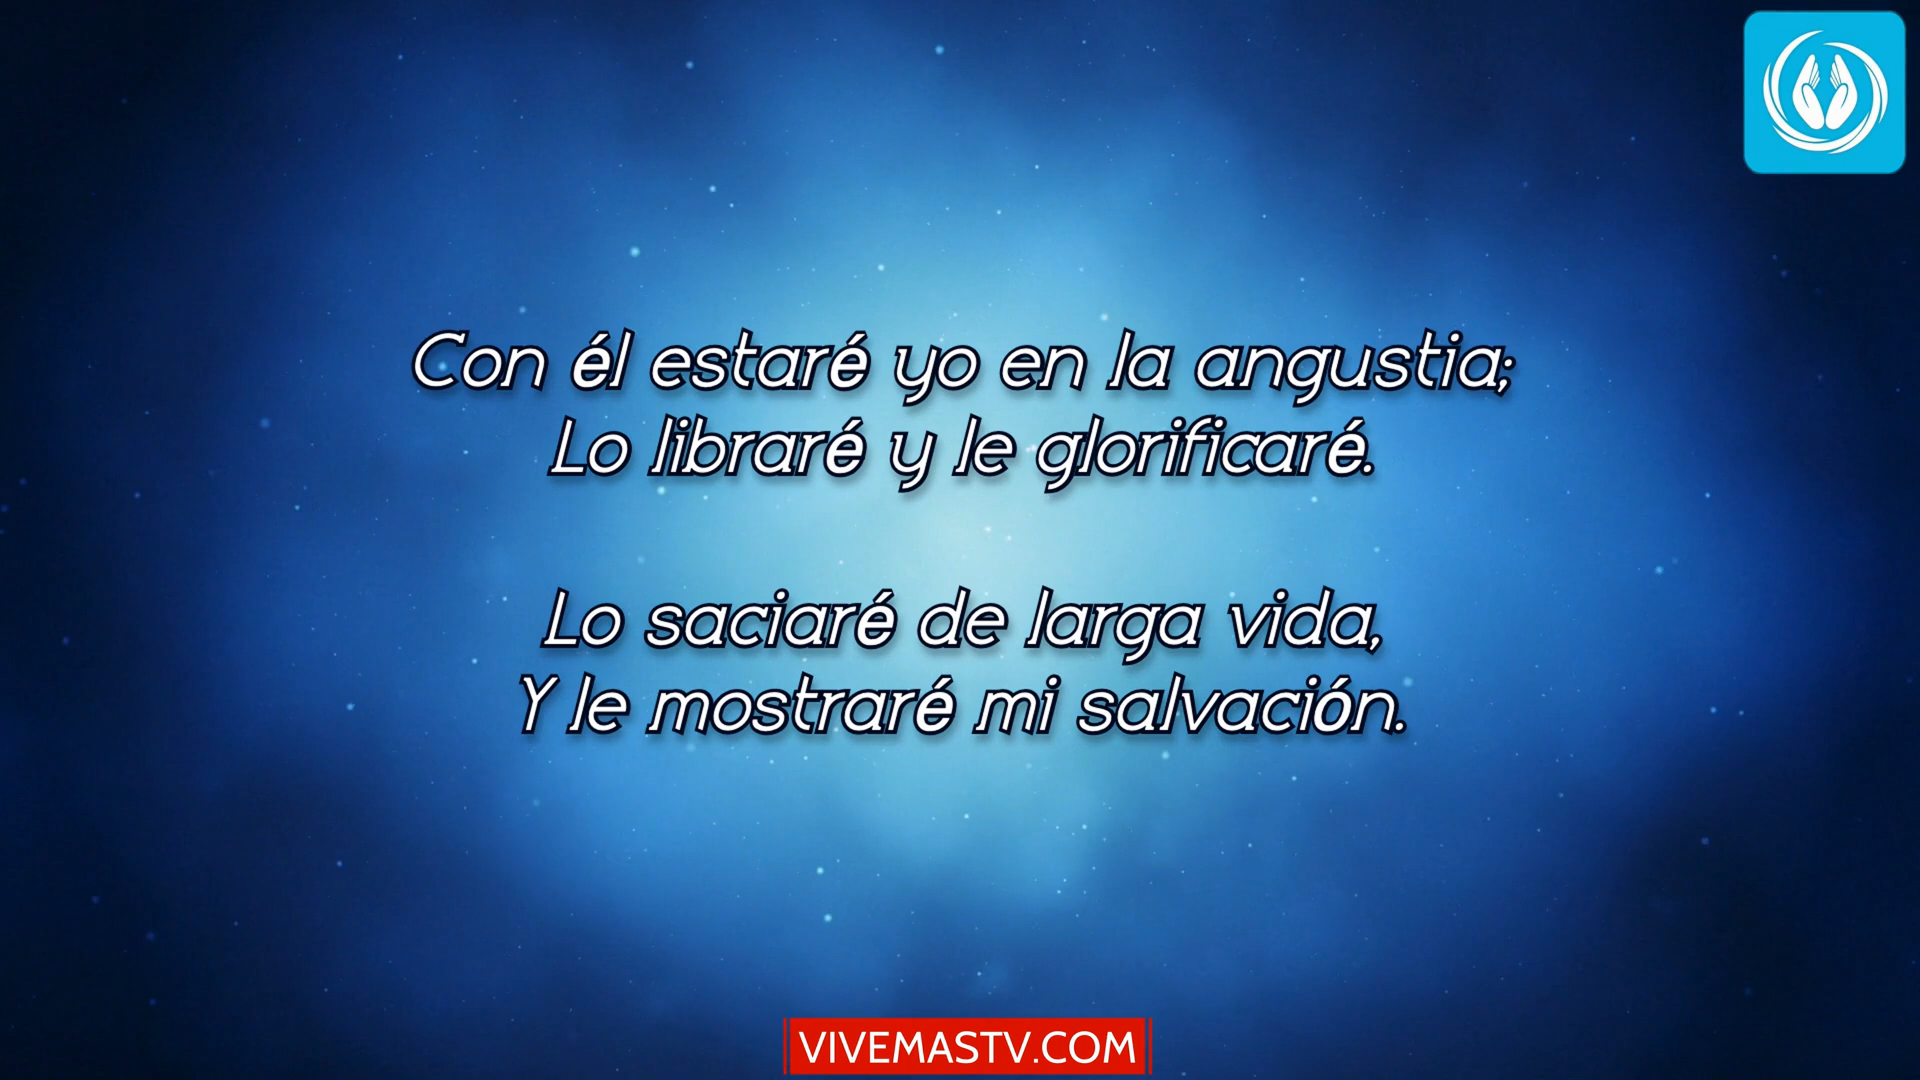 Con él estaré yo en la angustia;
Lo libraré y le glorificaré.
Lo saciaré de larga vida,
Y le mostraré mi salvación.
VIVEMASTV.COM